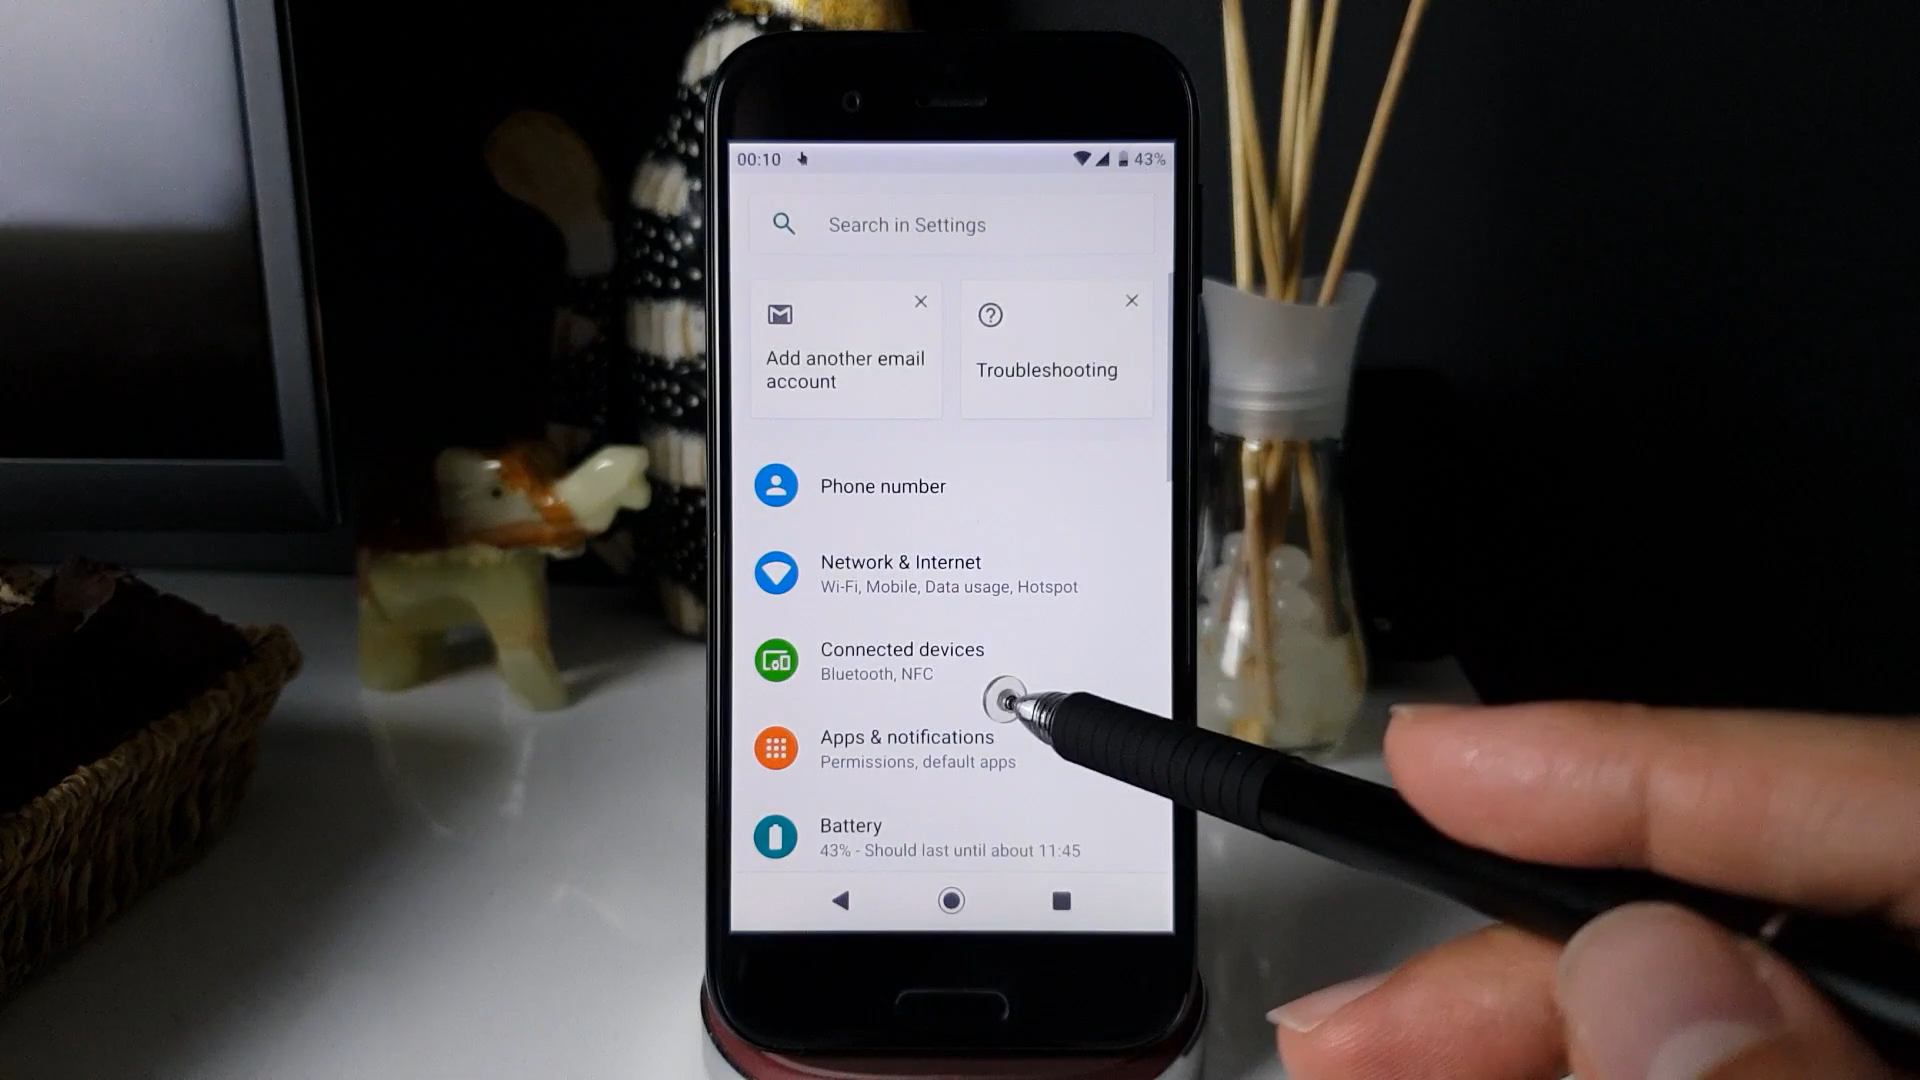 00:10
43%
Search in Settings
Add another email
account
Troubleshooting
Phone number
Network & Internet
Wi-Fi, Mobile, Data usage, Hotspot
Connected devices
Bluetooth, NFC
Apps & notifications
Permissions, default apps
Battery
43% - Should last until about 11:45